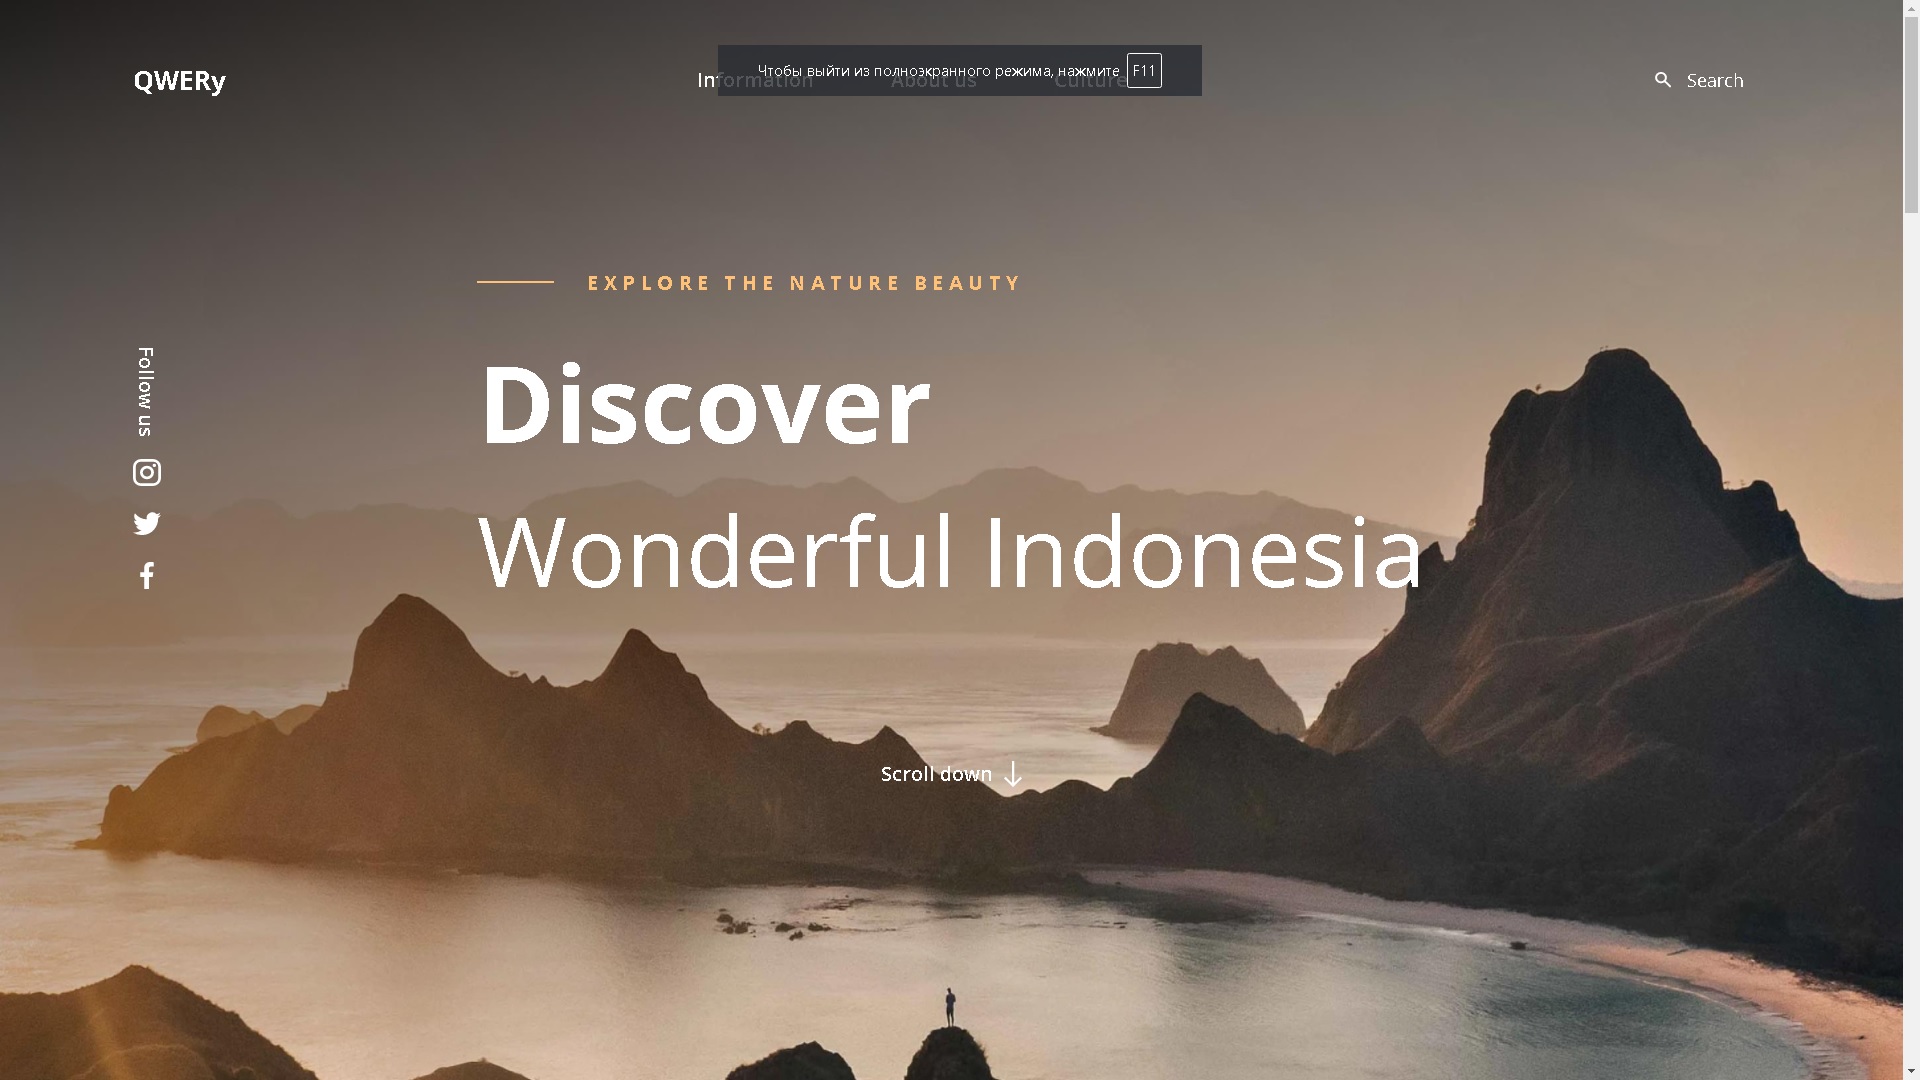 QWERy
Information
About us
Culture
Чтобы выйти из полноэкранного режима, нажмите F11
Search
EXPLORE THE NATURE BEAUTY
Discover
Wonderful Indonesia
Follow us
Scroll down